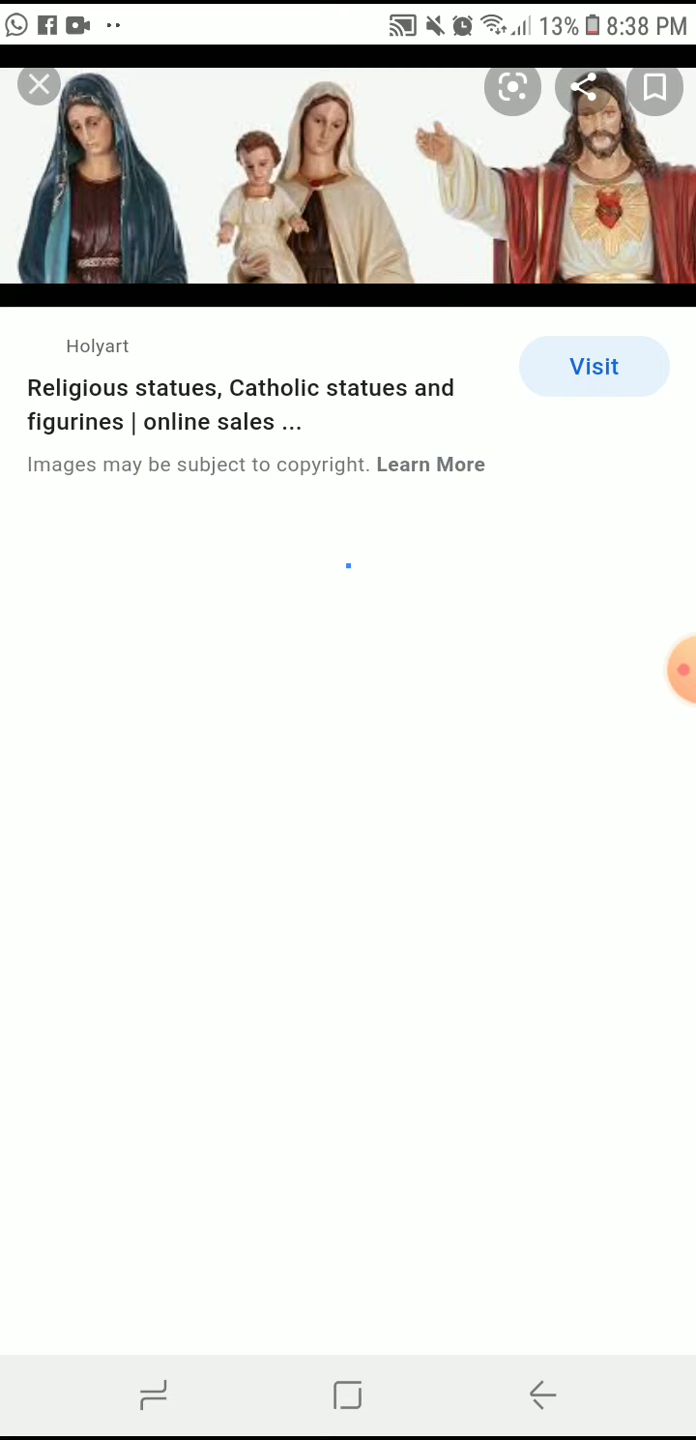 13% 8:38 PM
Holyart
Visit
Religious statues, Catholic statues and
figurines | online sales ...
Images may be subject to copyright. Learn More